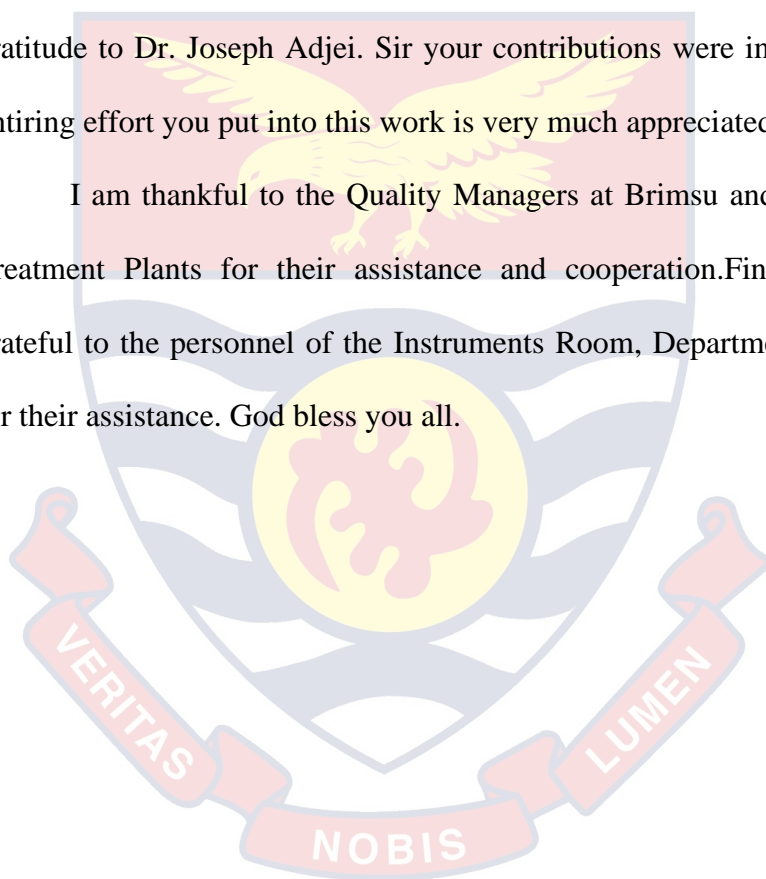 ratitude to Dr. Joseph Adjei. Sir your contributions were in
ntiring effort you put into this work is very much appreciated
I am thankful to the Quality Managers at Brimsu and
reatment Plants for their assistance and cooperation.Fin
rateful to the personnel of the Instruments Room, Departme
r their assistance. God bless you all.
VERITAS
NOBIS
LUMEN